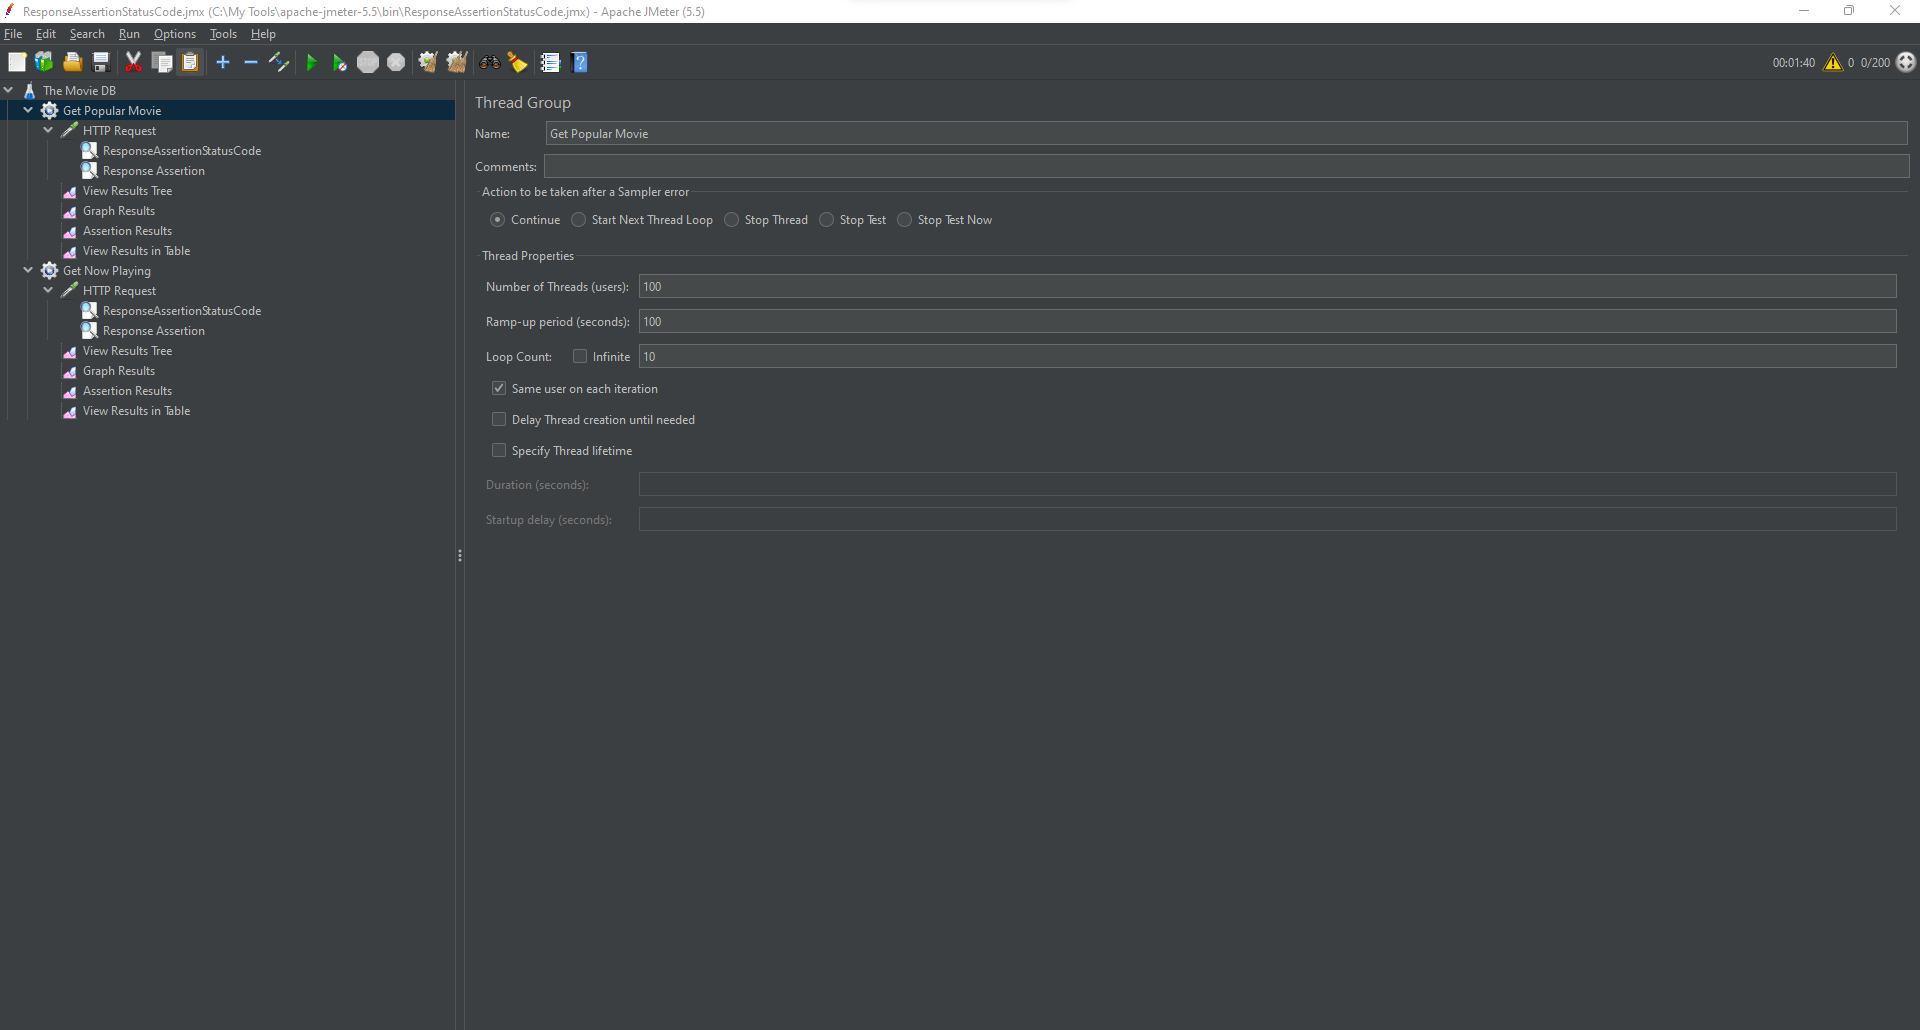 ResponseAssertionStatusCode.jmx (C:\My Tools\apache-jmeter-5.5\bin\ResponseAssertionStatusCode.jmx) - Apache JMeter (5.5)
File Edit Search Run Options Tools Help
STOP
?
00:01:40 0 0/200
The Movie DB
Get Popular Movie
HTTP Request
ResponseAssertionStatusCode
Response Assertion
View Results Tree
Graph Results
Assertion Results
View Results in Table
Get Now Playing
HTTP Request
ResponseAssertionStatusCode
Response Assertion
View Results Tree
Graph Results
Assertion Results
View Results in Table
Thread Group
Name: Get Popular Movie
Comments:
Action to be taken after a Sampler error
Continue Start Next Thread Loop Stop Thread Stop Test Stop Test Now
Thread Properties
Number of Threads (users): 100
Ramp-up period (seconds): 100
Loop Count: Infinite 10
Same user on each iteration
Delay Thread creation until needed
Specify Thread lifetime
Duration (seconds):
Startup delay (seconds):